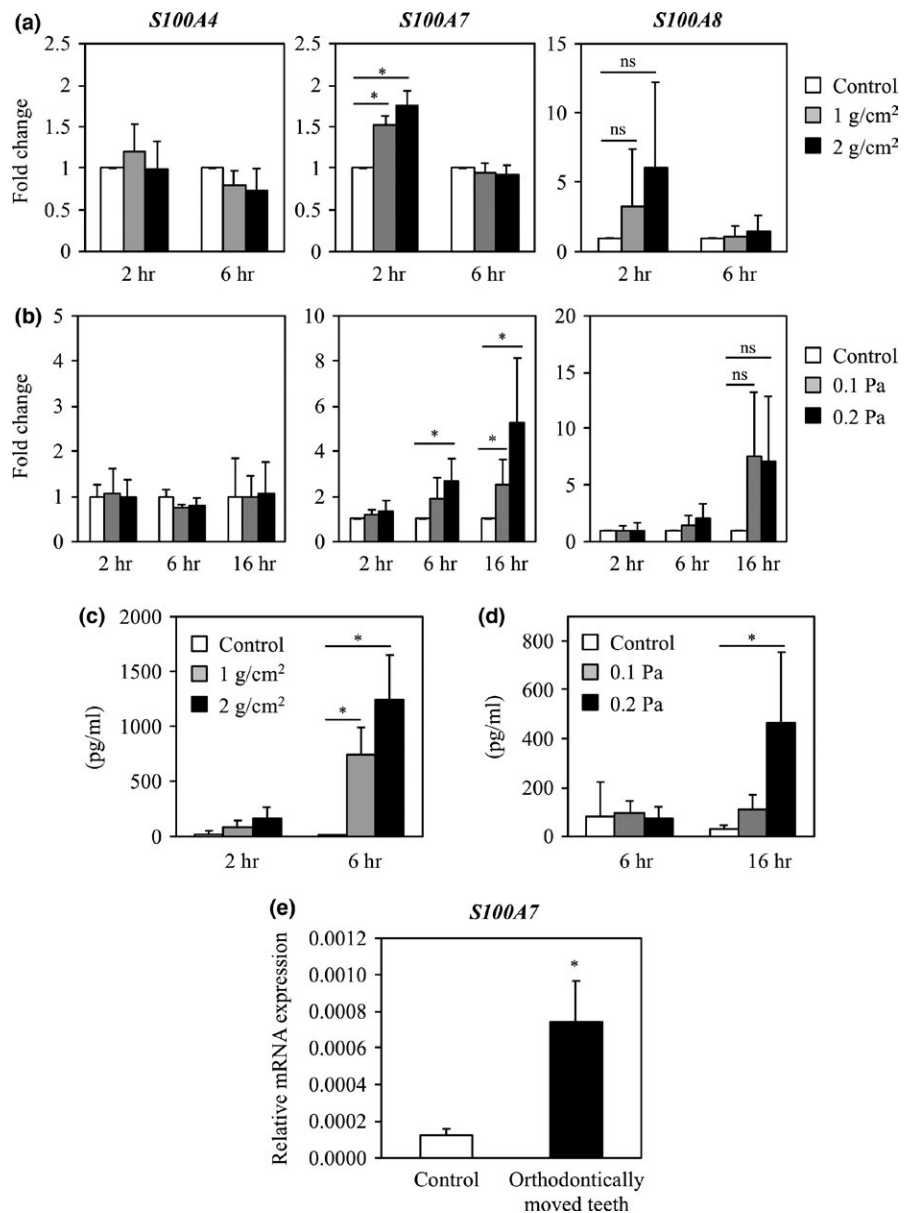 (a) S100A4 S100A7 S100A8
Fold change
2.5
2
1.5
1
0.5
0
2 hr 6 hr
2.5
2
1.5
1
0.5
0
* *
2 hr 6 hr
15
10
5
0
ns
ns
2 hr 6 hr
Control
1 g/cm²
2 g/cm²
(b)
Fold change
5
4
3
2
1
0
2 hr 6 hr 16 hr
10
8
6
4
2
0
* * *
2 hr 6 hr 16 hr
20
15
10
5
0
ns
ns
2 hr 6 hr 16 hr
Control
0.1 Pa
0.2 Pa
(c)
(pg/ml)
2000
1500
1000
500
0
Control
1 g/cm²
2 g/cm²
*
*
2 hr 6 hr
(d)
(pg/ml)
800
600
400
200
0
Control
0.1 Pa
0.2 Pa
*
6 hr 16 hr
(e) S100A7
Relative mRNA expression
0.0012
0.0010
0.0008
0.0006
0.0004
0.0002
0.0000
*
Control Orthodontically
moved teeth